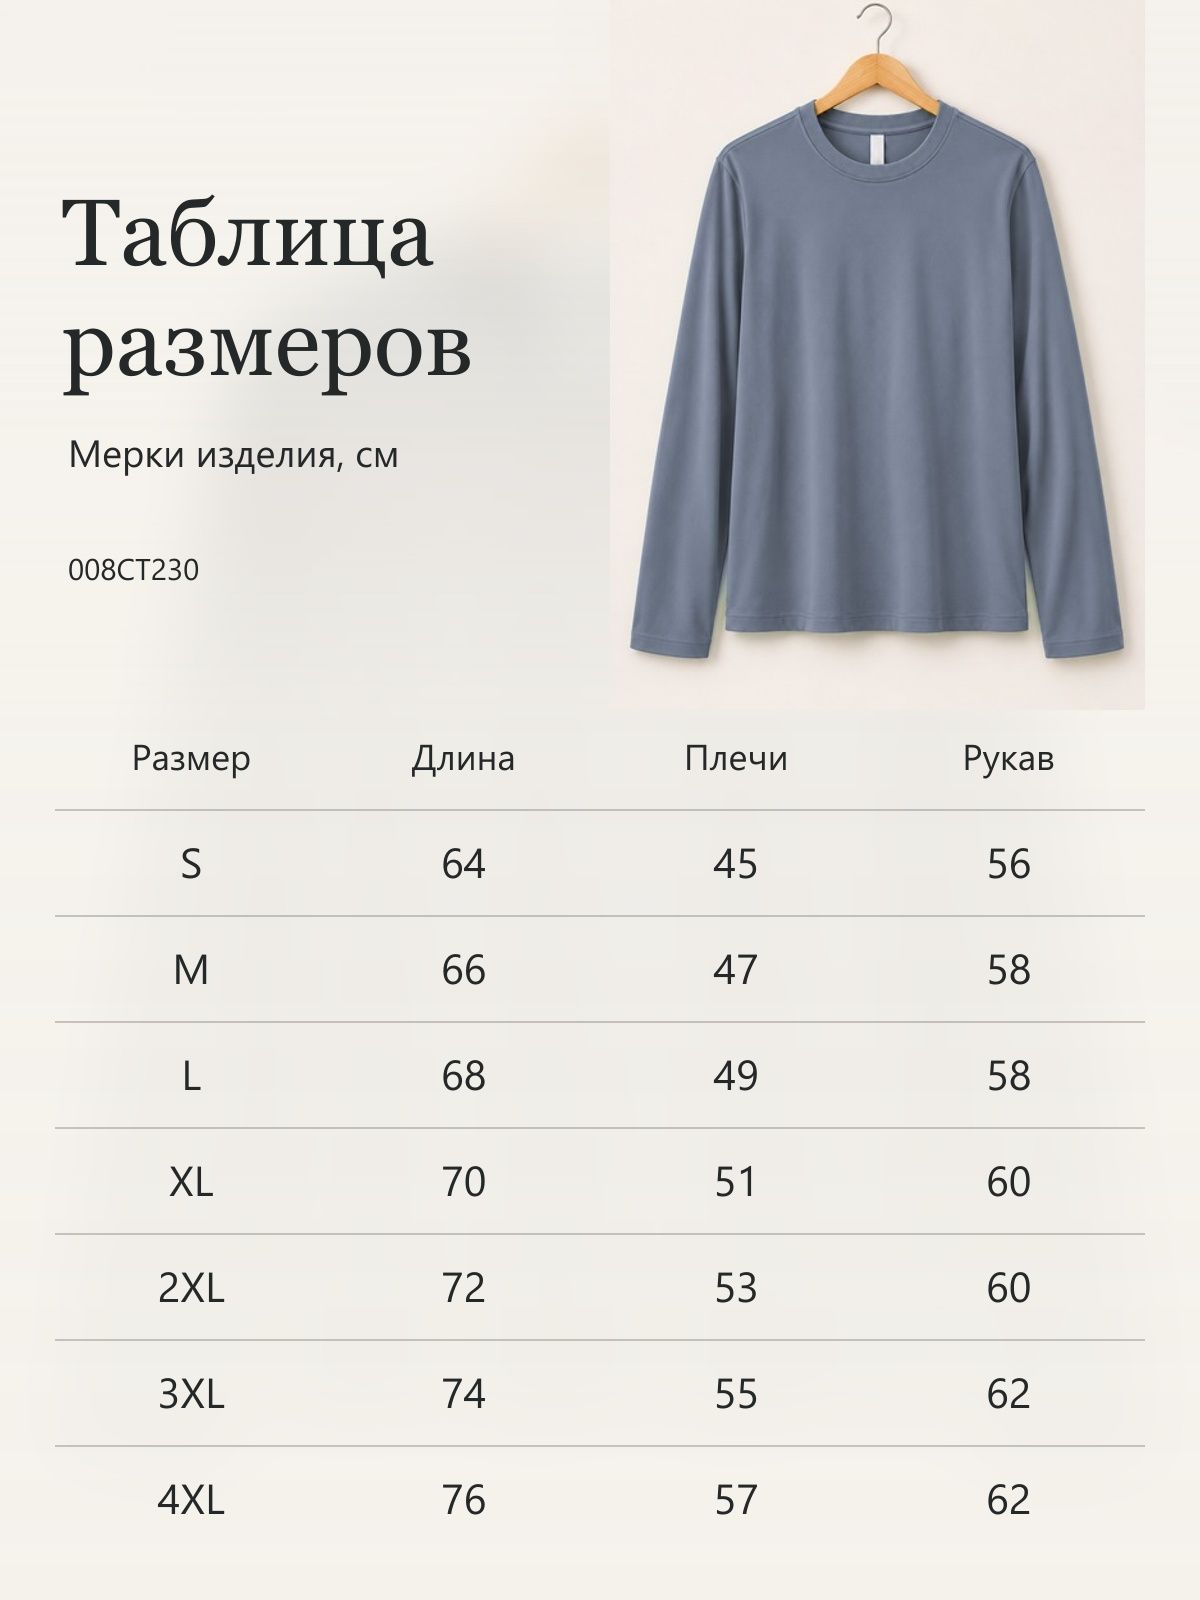 Таблица
размеров
Мерки изделия, см
008CT230
Размер Длина Плечи Рукав
S 64 45 56
M 66 47 58
L 68 49 58
XL 70 51 60
2XL 72 53 60
3XL 74 55 62
4XL 76 57 62